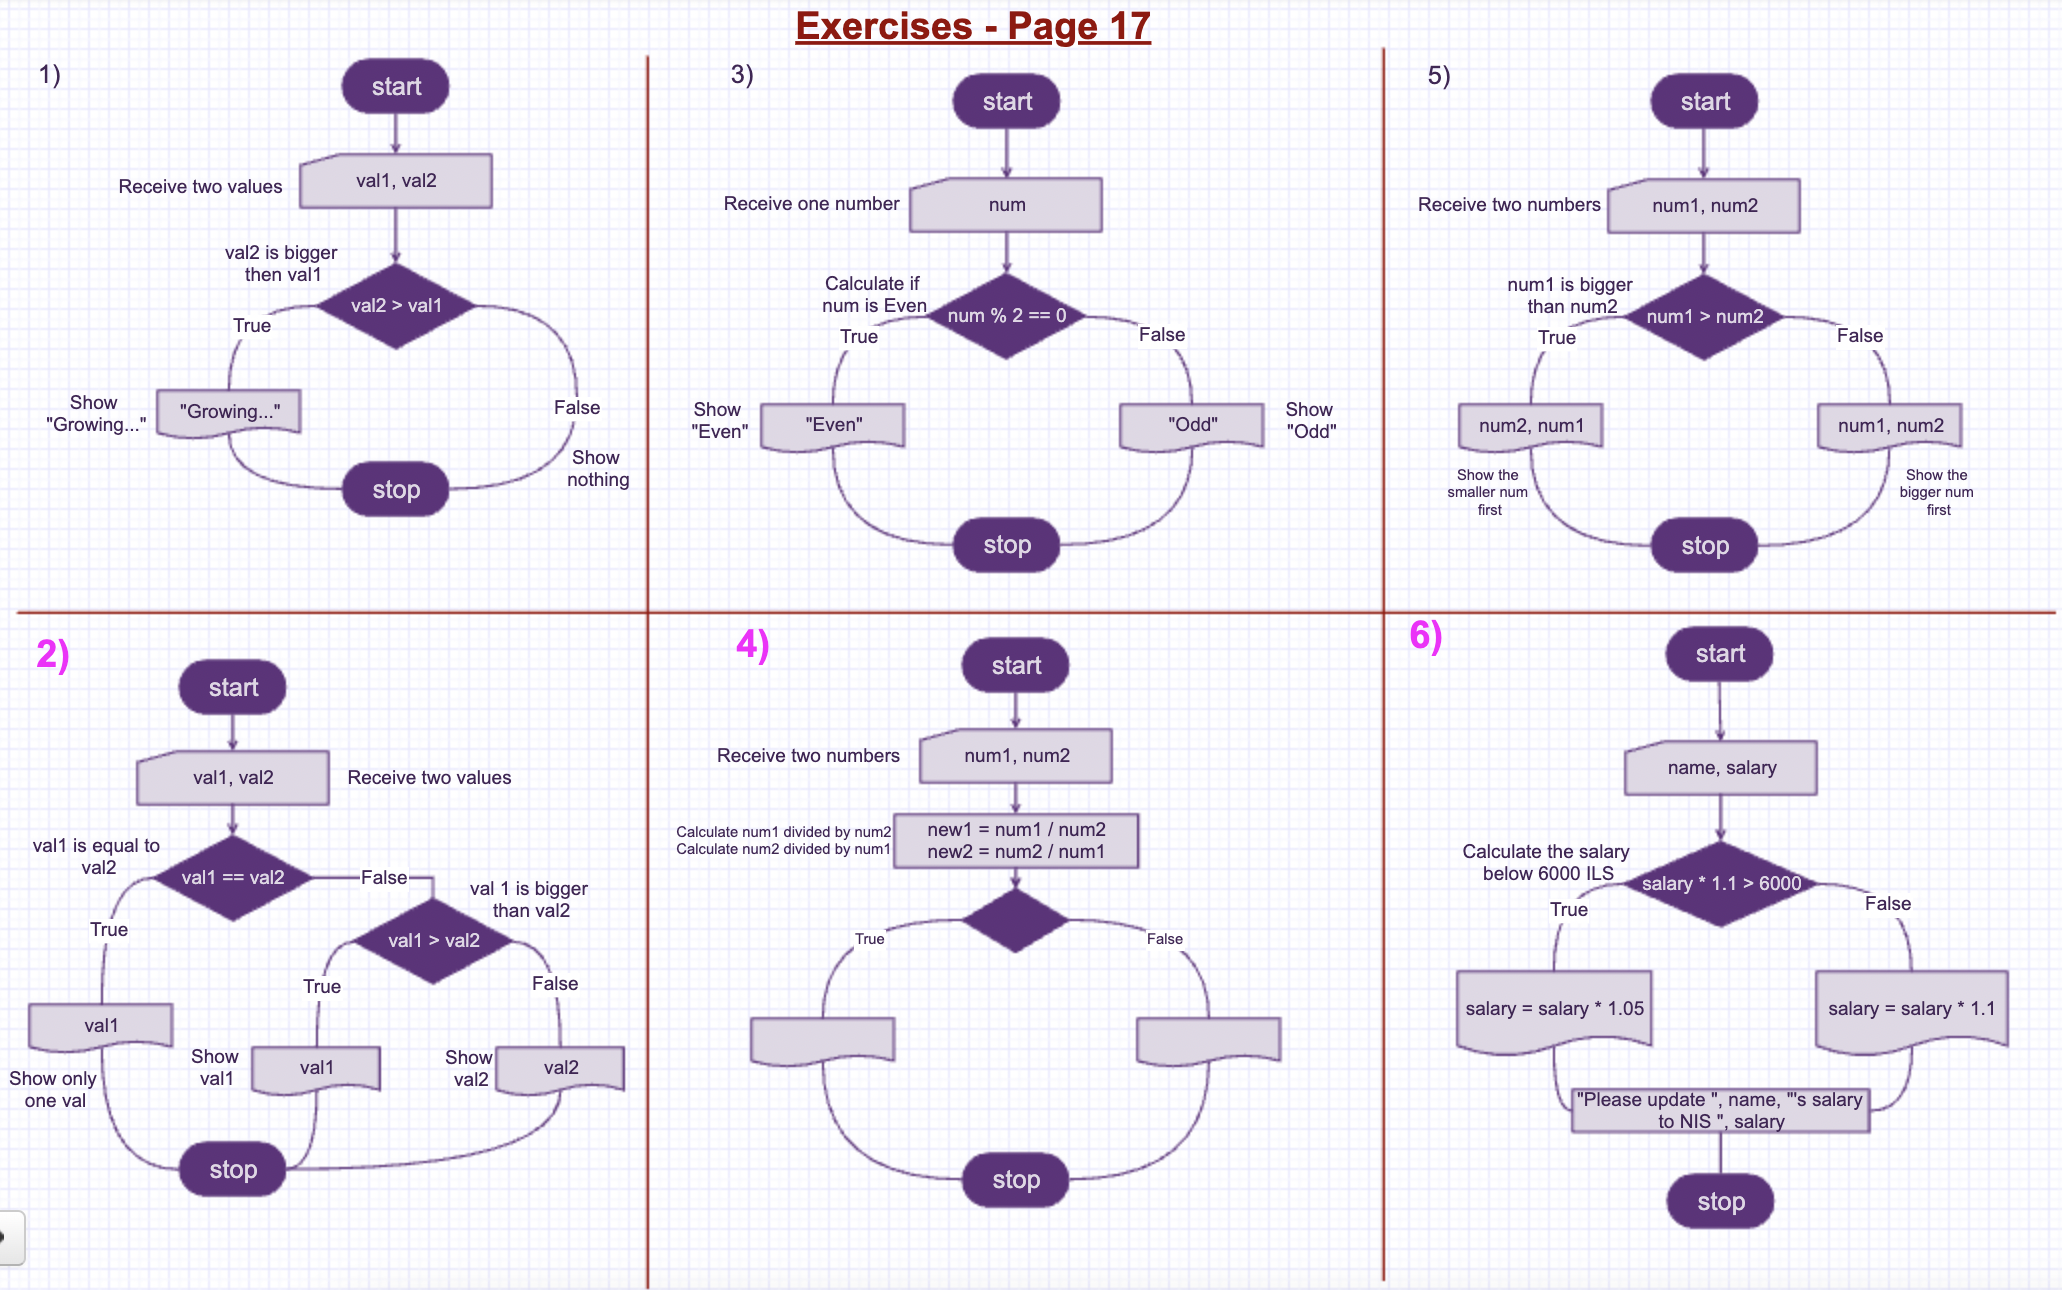 Exercises - Page 17
1)
start
Receive two values
val1, val2
val2 is bigger
then val1
val2 > val1
True
Show
"Growing..."
"Growing..."
False
Show
nothing
stop
3)
start
Receive one number
num
Calculate if
num is Even
num % 2 == 0
True
False
Show
"Even"
"Even"
"Odd"
Show
"Odd"
stop
5)
start
Receive two numbers
num1, num2
num1 is bigger
than num2
num1 > num2
True
False
num2, num1
num1, num2
Show the
smaller num
first
Show the
bigger num
first
stop
2)
start
val1, val2
Receive two values
val1 is equal to
val2
val1 == val2
False
val 1 is bigger
than val2
True
val1 > val2
True
False
val1
Show only
one val
Show
val1
val1
Show
val2
val2
stop
4)
start
Receive two numbers
num1, num2
Calculate num1 divided by num2
Calculate num2 divided by num1
new1 = num1 / num2
new2 = num2 / num1
True
False
stop
6)
start
name, salary
Calculate the salary
below 6000 ILS
salary * 1.1 > 6000
True
False
salary = salary * 1.05
salary = salary * 1.1
"Please update ", name, "'s salary
to NIS ", salary
stop